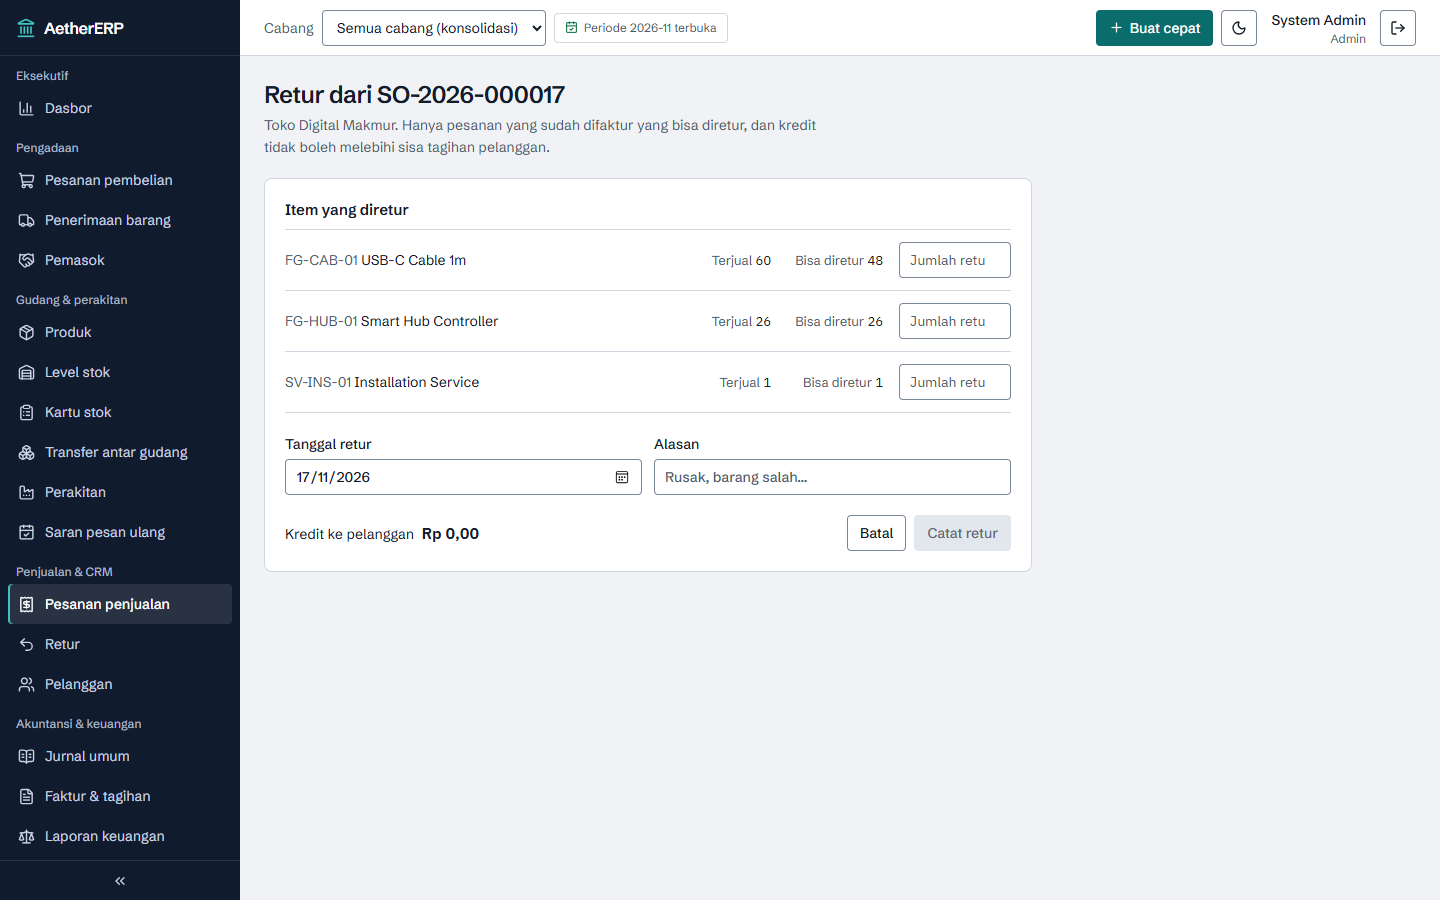 AetherERP
Cabang
Semua cabang (konsolidasi)
Periode 2026-11 terbuka
Buat cepat
System Admin
Admin
Eksekutif
Dasbor
Pengadaan
Pesanan pembelian
Penerimaan barang
Pemasok
Gudang & perakitan
Produk
Level stok
Kartu stok
Transfer antar gudang
Perakitan
Saran pesan ulang
Penjualan & CRM
Pesanan penjualan
Retur
Pelanggan
Akuntansi & keuangan
Jurnal umum
Faktur & tagihan
Laporan keuangan
Retur dari SO-2026-000017
Toko Digital Makmur. Hanya pesanan yang sudah difaktur yang bisa diretur, dan kredit
tidak boleh melebihi sisa tagihan pelanggan.
Item yang diretur
FG-CAB-01 USB-C Cable 1m Terjual 60 Bisa diretur 48 Jumlah retu
FG-HUB-01 Smart Hub Controller Terjual 26 Bisa diretur 26 Jumlah retu
SV-INS-01 Installation Service Terjual 1 Bisa diretur 1 Jumlah retu
Tanggal retur
17/11/2026
Alasan
Rusak, barang salah...
Kredit ke pelanggan Rp 0,00
Batal
Catat retur